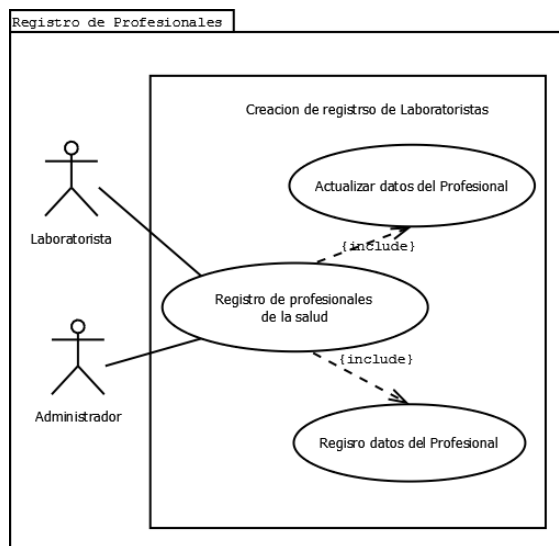 Registro de Profesionales
Creacion de registrso de Laboratoristas
Actualizar datos del Profesional
Laboratorista
{include}
Registro de profesionales
de la salud
{include}
Administrador
Regisro datos del Profesional